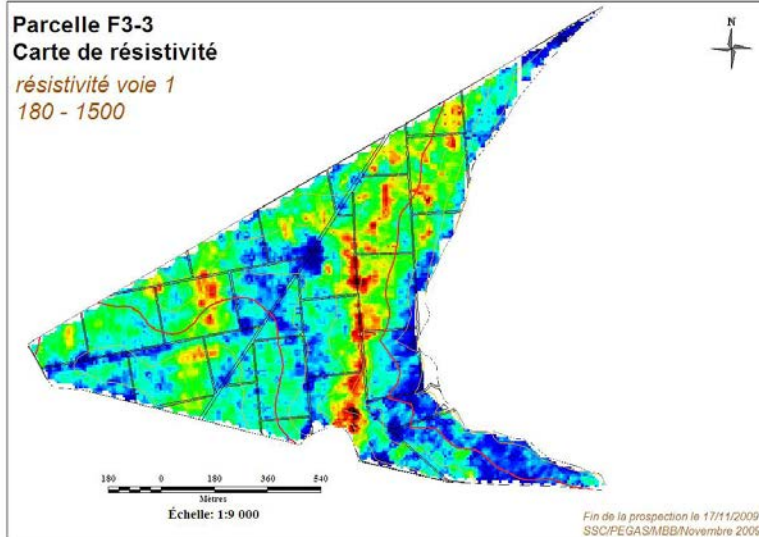 Parcelle F3-3
Carte de résistivité
résistivité voie 1
180 - 1500
N
180 0 180 360 540
Mètres
Échelle: 1:9 000
Fin de la prospection le 17/11/2009
SSC/PEGAS/MBB/Novembre 2009